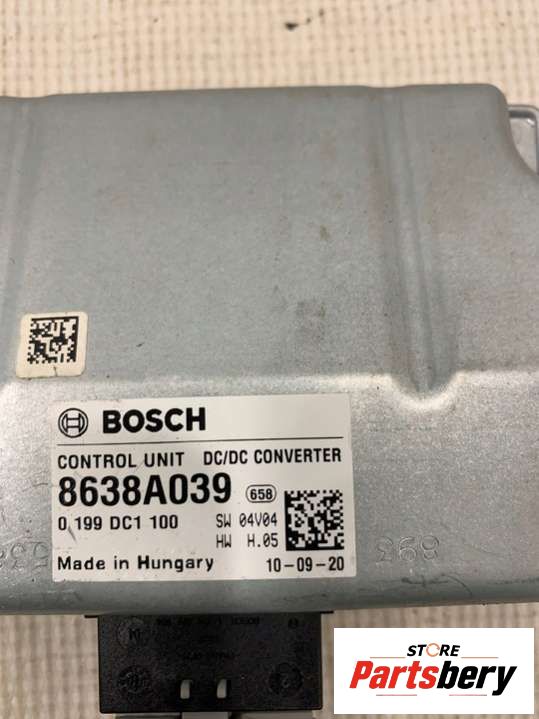 BOSCH
CONTROL UNIT DC/DC CONVERTER
8638A039 658
0 199 DC1 100 SW 04V04
HW H.05
Made in Hungary 10-09-20
893
STORE
Partsbery